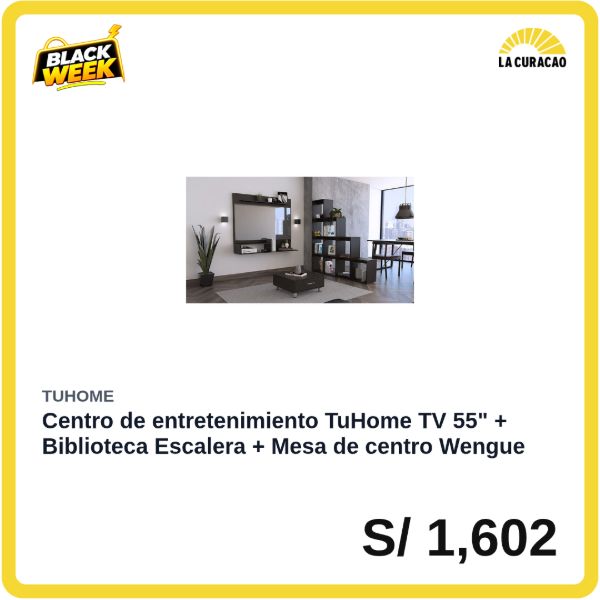 BLACK
WEEK
LA CURACAO
TUHOME
Centro de entretenimiento TuHome TV 55" +
Biblioteca Escalera + Mesa de centro Wengue
S/ 1,602